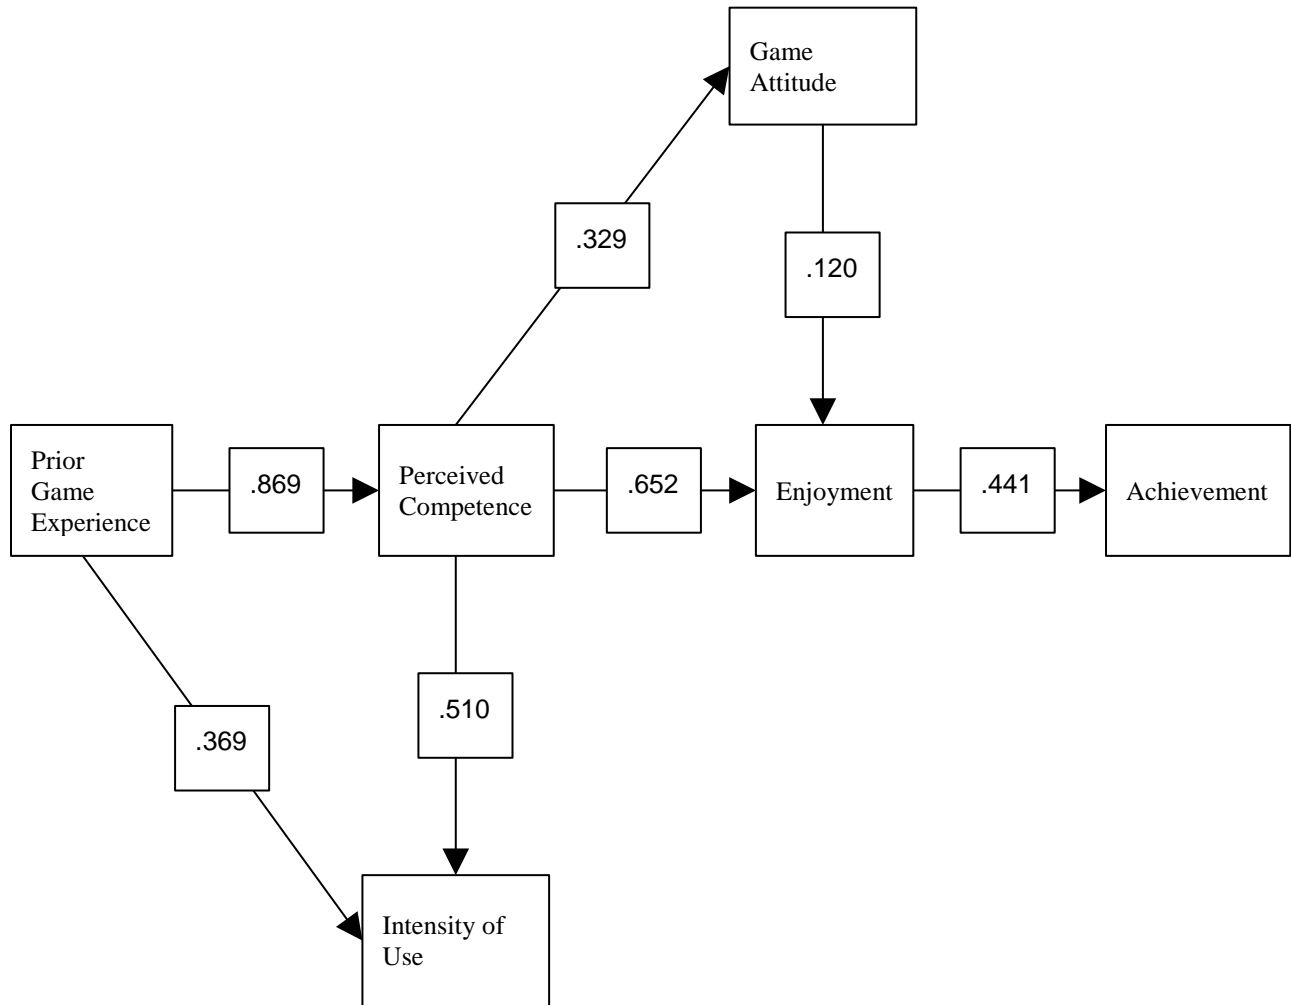 Game
Attitude
.329
.120
Prior
Game
Experience
.869
Perceived
Competence
.652
Enjoyment
.441
Achievement
.510
.369
Intensity of
Use